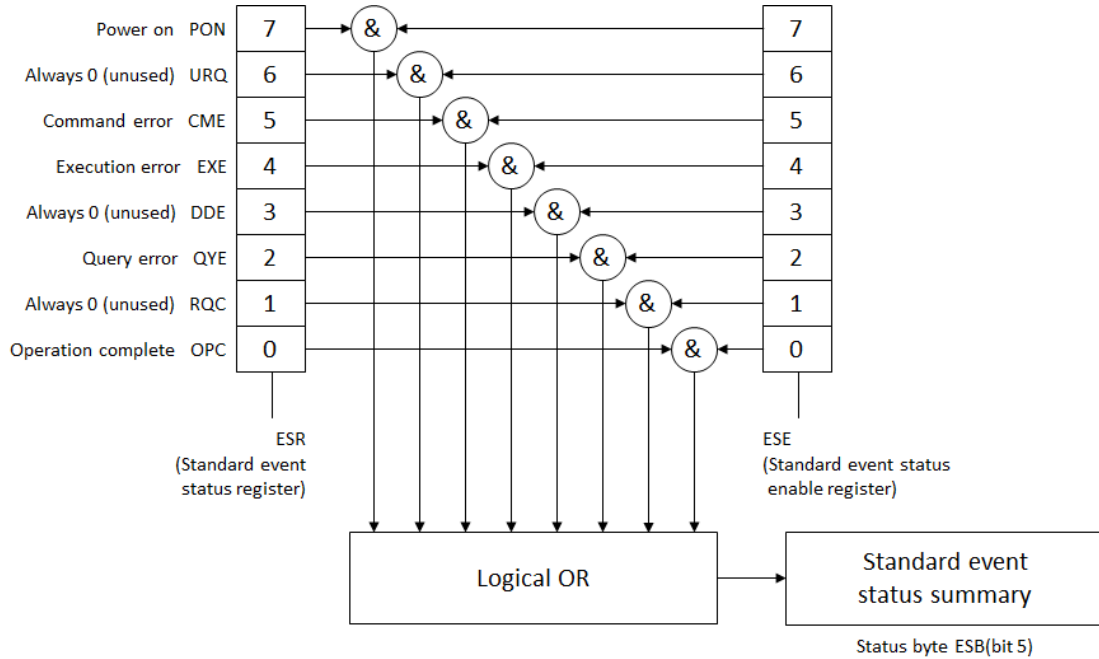 Power on PON 7 & 7
Always 0 (unused) URQ 6 & 6
Command error CME 5 & 5
Execution error EXE 4 & 4
Always 0 (unused) DDE 3 & 3
Query error QYE 2 & 2
Always 0 (unused) RQC 1 & 1
Operation complete OPC 0 & 0
ESR
(Standard event
status register)
ESE
(Standard event status
enable register)
Logical OR
Standard event
status summary
Status byte ESB(bit 5)